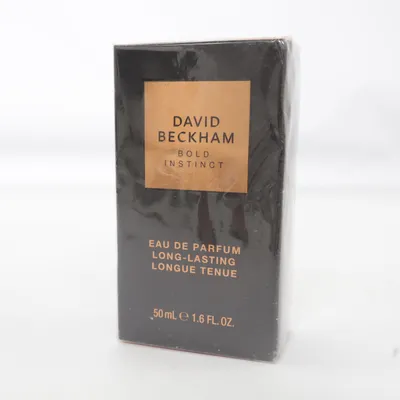 DAVID
BECKHAM
BOLD
INSTINCT
EAU DE PARFUM
LONG-LASTING
LONGUE TENUE
50 mL ℮ 1.6 FL. OZ.